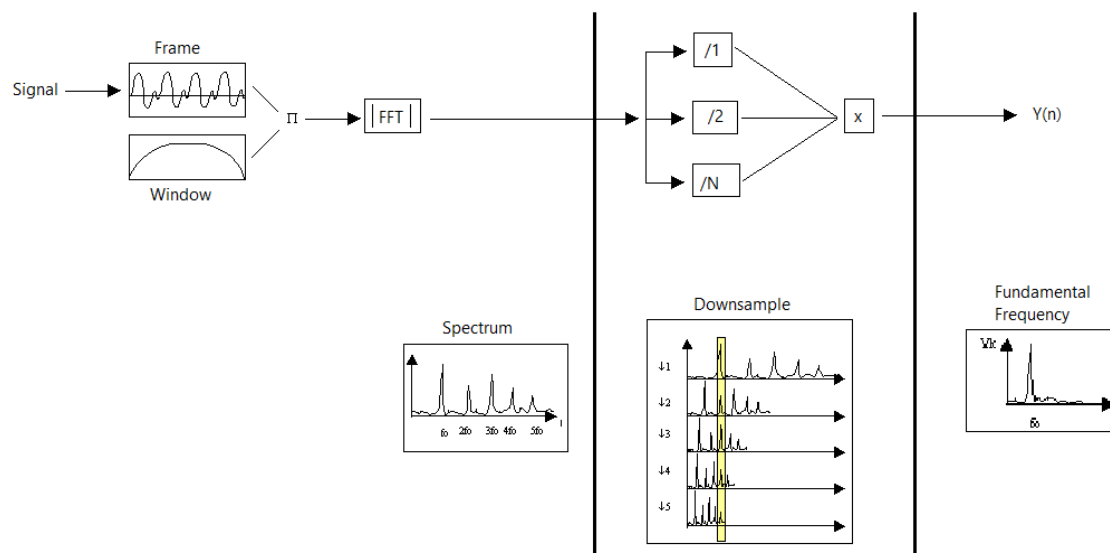 Frame
Signal
Window
Π
|FFT|
/1
/2
/N
x
Y(n)
Spectrum
fo 2fo 3fo 4fo 5fo
Downsample
↓1
↓2
↓3
↓4
↓5
Fundamental
Frequency
fo